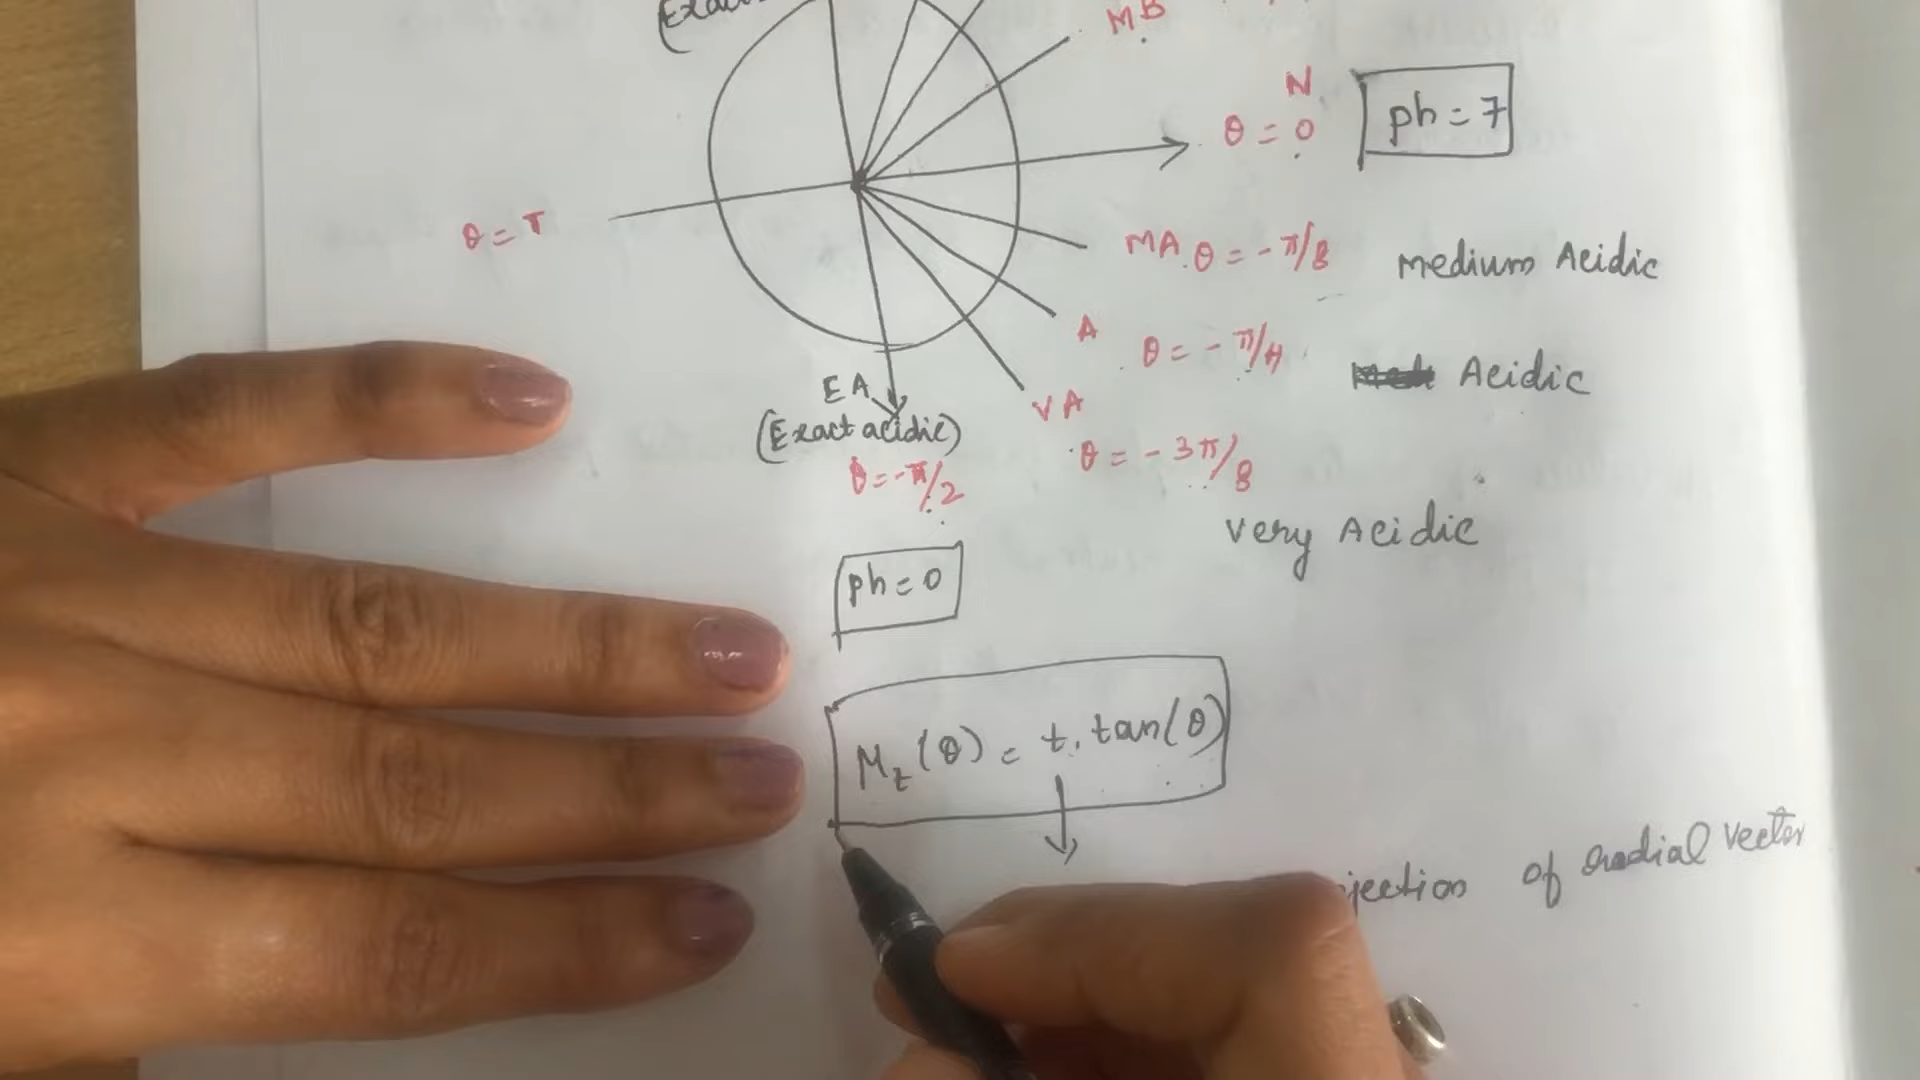 MB
N
θ = 0
ph = 7
θ = π
MA θ = -π/8 Medium Acidic
A θ = -π/4 Acidic
EA
(Exact acidic)
θ = -π/2
VA
θ = -3π/8
Very Acidic
ph = 0
μz(θ) = t. tan(θ)
of radial vector